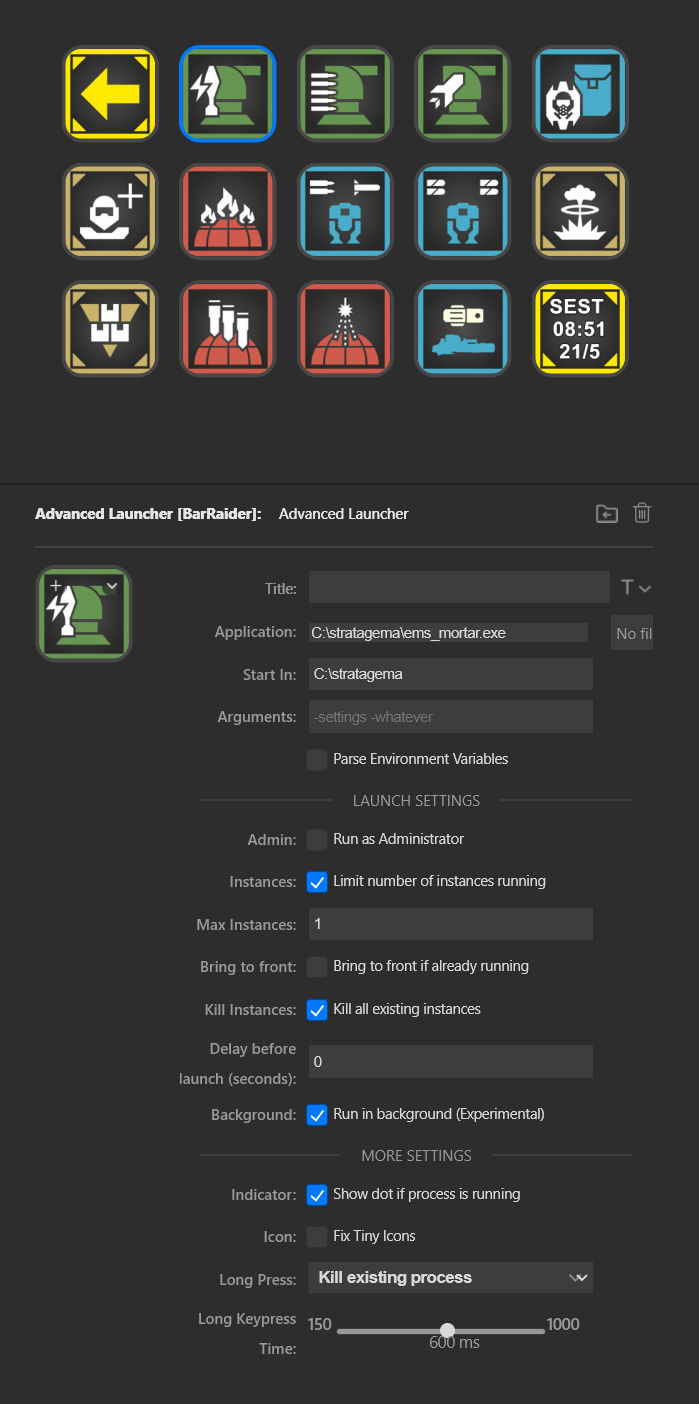 SEST
08:51
21/5
Advanced Launcher [BarRaider]: Advanced Launcher
Title:
T
Application: C:\stratagema\ems_mortar.exe No fil
Start In: C:\stratagema
Arguments: -settings -whatever
Parse Environment Variables
LAUNCH SETTINGS
Admin: Run as Administrator
Instances: Limit number of instances running
Max Instances: 1
Bring to front: Bring to front if already running
Kill Instances: Kill all existing instances
Delay before
launch (seconds): 0
Background: Run in background (Experimental)
MORE SETTINGS
Indicator: Show dot if process is running
Icon: Fix Tiny Icons
Long Press: Kill existing process
Long Keypress
Time: 150 1000
600 ms